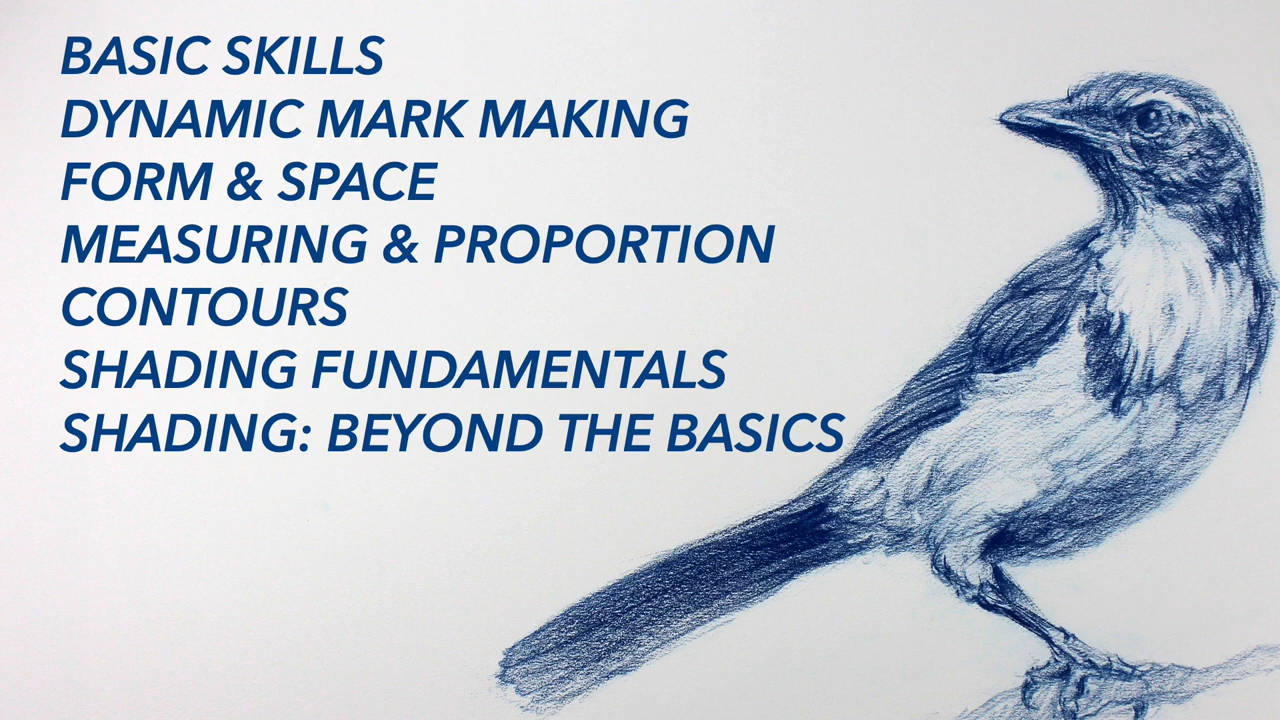 BASIC SKILLS
DYNAMIC MARK MAKING
FORM & SPACE
MEASURING & PROPORTION
CONTOURS
SHADING FUNDAMENTALS
SHADING: BEYOND THE BASICS